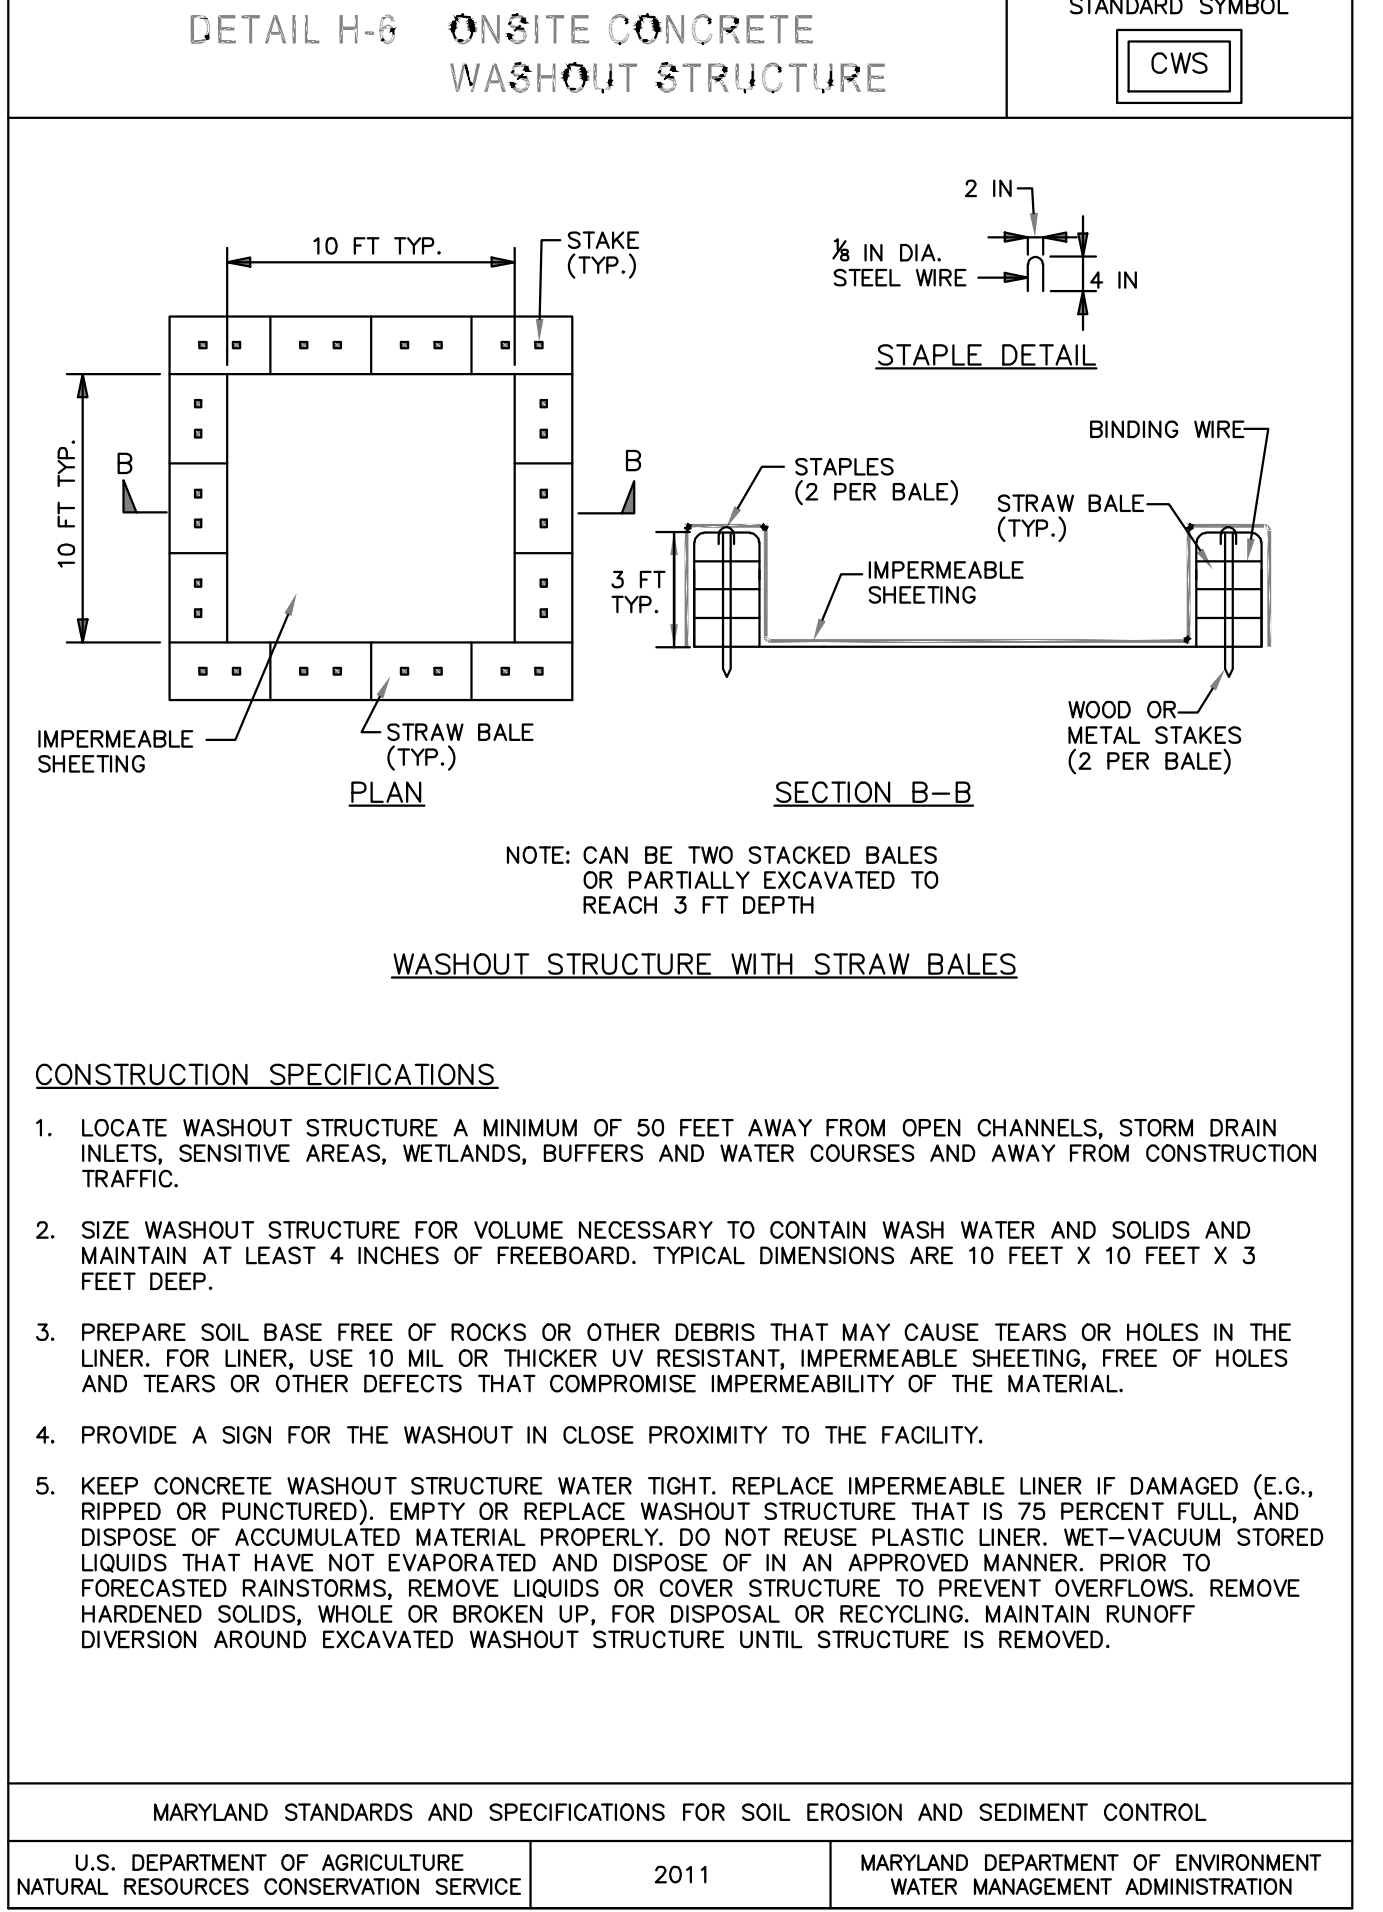 DETAIL H-6 ONSITE CONCRETE
WASHOUT STRUCTURE
STANDARD SYMBOL
CWS
2 IN
⅛ IN DIA.
STEEL WIRE
4 IN
STAPLE DETAIL
10 FT TYP.
STAKE
(TYP.)
10 FT TYP.
B
B
IMPERMEABLE
SHEETING
STRAW BALE
(TYP.)
PLAN
BINDING WIRE
STAPLES
(2 PER BALE)
STRAW BALE
(TYP.)
3 FT
TYP.
IMPERMEABLE
SHEETING
WOOD OR
METAL STAKES
(2 PER BALE)
SECTION B-B
NOTE: CAN BE TWO STACKED BALES
OR PARTIALLY EXCAVATED TO
REACH 3 FT DEPTH
WASHOUT STRUCTURE WITH STRAW BALES
CONSTRUCTION SPECIFICATIONS
1. LOCATE WASHOUT STRUCTURE A MINIMUM OF 50 FEET AWAY FROM OPEN CHANNELS, STORM DRAIN
INLETS, SENSITIVE AREAS, WETLANDS, BUFFERS AND WATER COURSES AND AWAY FROM CONSTRUCTION
TRAFFIC.
2. SIZE WASHOUT STRUCTURE FOR VOLUME NECESSARY TO CONTAIN WASH WATER AND SOLIDS AND
MAINTAIN AT LEAST 4 INCHES OF FREEBOARD. TYPICAL DIMENSIONS ARE 10 FEET X 10 FEET X 3
FEET DEEP.
3. PREPARE SOIL BASE FREE OF ROCKS OR OTHER DEBRIS THAT MAY CAUSE TEARS OR HOLES IN THE
LINER. FOR LINER, USE 10 MIL OR THICKER UV RESISTANT, IMPERMEABLE SHEETING, FREE OF HOLES
AND TEARS OR OTHER DEFECTS THAT COMPROMISE IMPERMEABILITY OF THE MATERIAL.
4. PROVIDE A SIGN FOR THE WASHOUT IN CLOSE PROXIMITY TO THE FACILITY.
5. KEEP CONCRETE WASHOUT STRUCTURE WATER TIGHT. REPLACE IMPERMEABLE LINER IF DAMAGED (E.G.,
RIPPED OR PUNCTURED). EMPTY OR REPLACE WASHOUT STRUCTURE THAT IS 75 PERCENT FULL, AND
DISPOSE OF ACCUMULATED MATERIAL PROPERLY. DO NOT REUSE PLASTIC LINER. WET-VACUUM STORED
LIQUIDS THAT HAVE NOT EVAPORATED AND DISPOSE OF IN AN APPROVED MANNER. PRIOR TO
FORECASTED RAINSTORMS, REMOVE LIQUIDS OR COVER STRUCTURE TO PREVENT OVERFLOWS. REMOVE
HARDENED SOLIDS, WHOLE OR BROKEN UP, FOR DISPOSAL OR RECYCLING. MAINTAIN RUNOFF
DIVERSION AROUND EXCAVATED WASHOUT STRUCTURE UNTIL STRUCTURE IS REMOVED.
MARYLAND STANDARDS AND SPECIFICATIONS FOR SOIL EROSION AND SEDIMENT CONTROL
U.S. DEPARTMENT OF AGRICULTURE
NATURAL RESOURCES CONSERVATION SERVICE
2011
MARYLAND DEPARTMENT OF ENVIRONMENT
WATER MANAGEMENT ADMINISTRATION